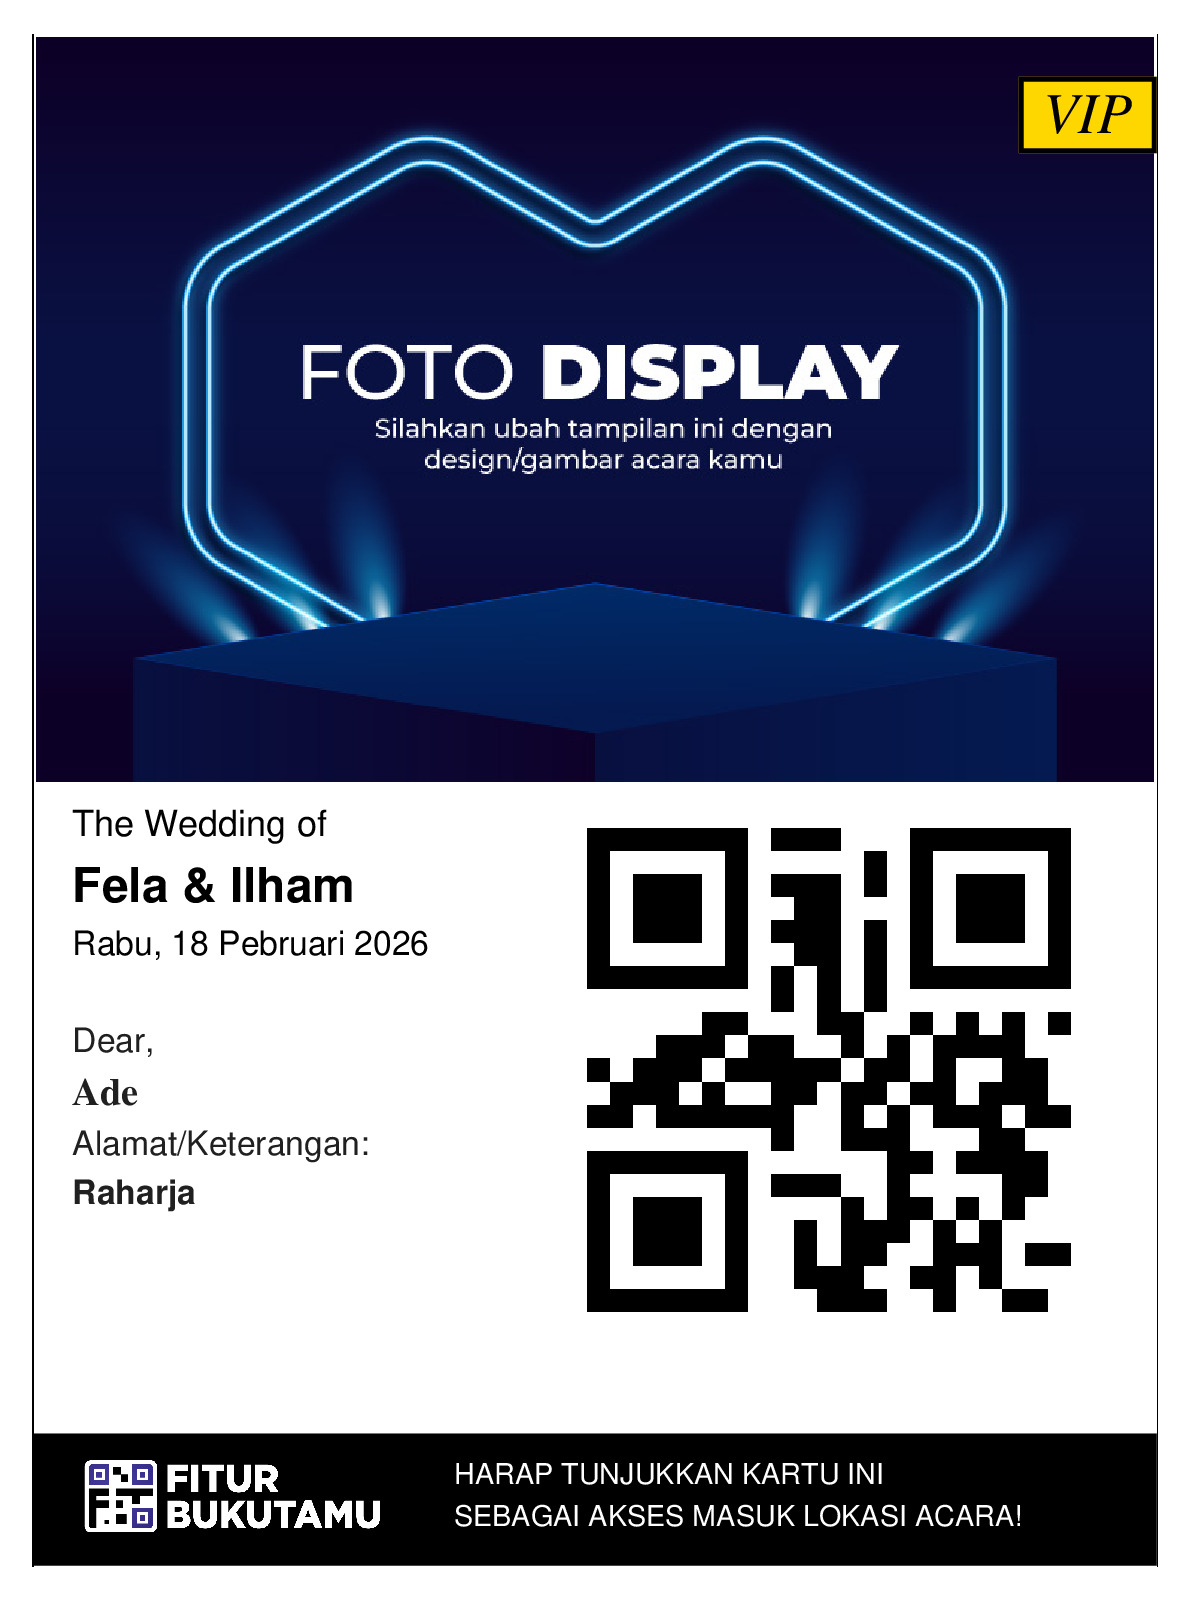 VIP
FOTO DISPLAY
Silahkan ubah tampilan ini dengan
design/gambar acara kamu
The Wedding of
Fela & Ilham
Rabu, 18 Pebruari 2026
Dear,
Ade
Alamat/Keterangan:
Raharja
FITUR
BUKUTAMU
HARAP TUNJUKKAN KARTU INI
SEBAGAI AKSES MASUK LOKASI ACARA!